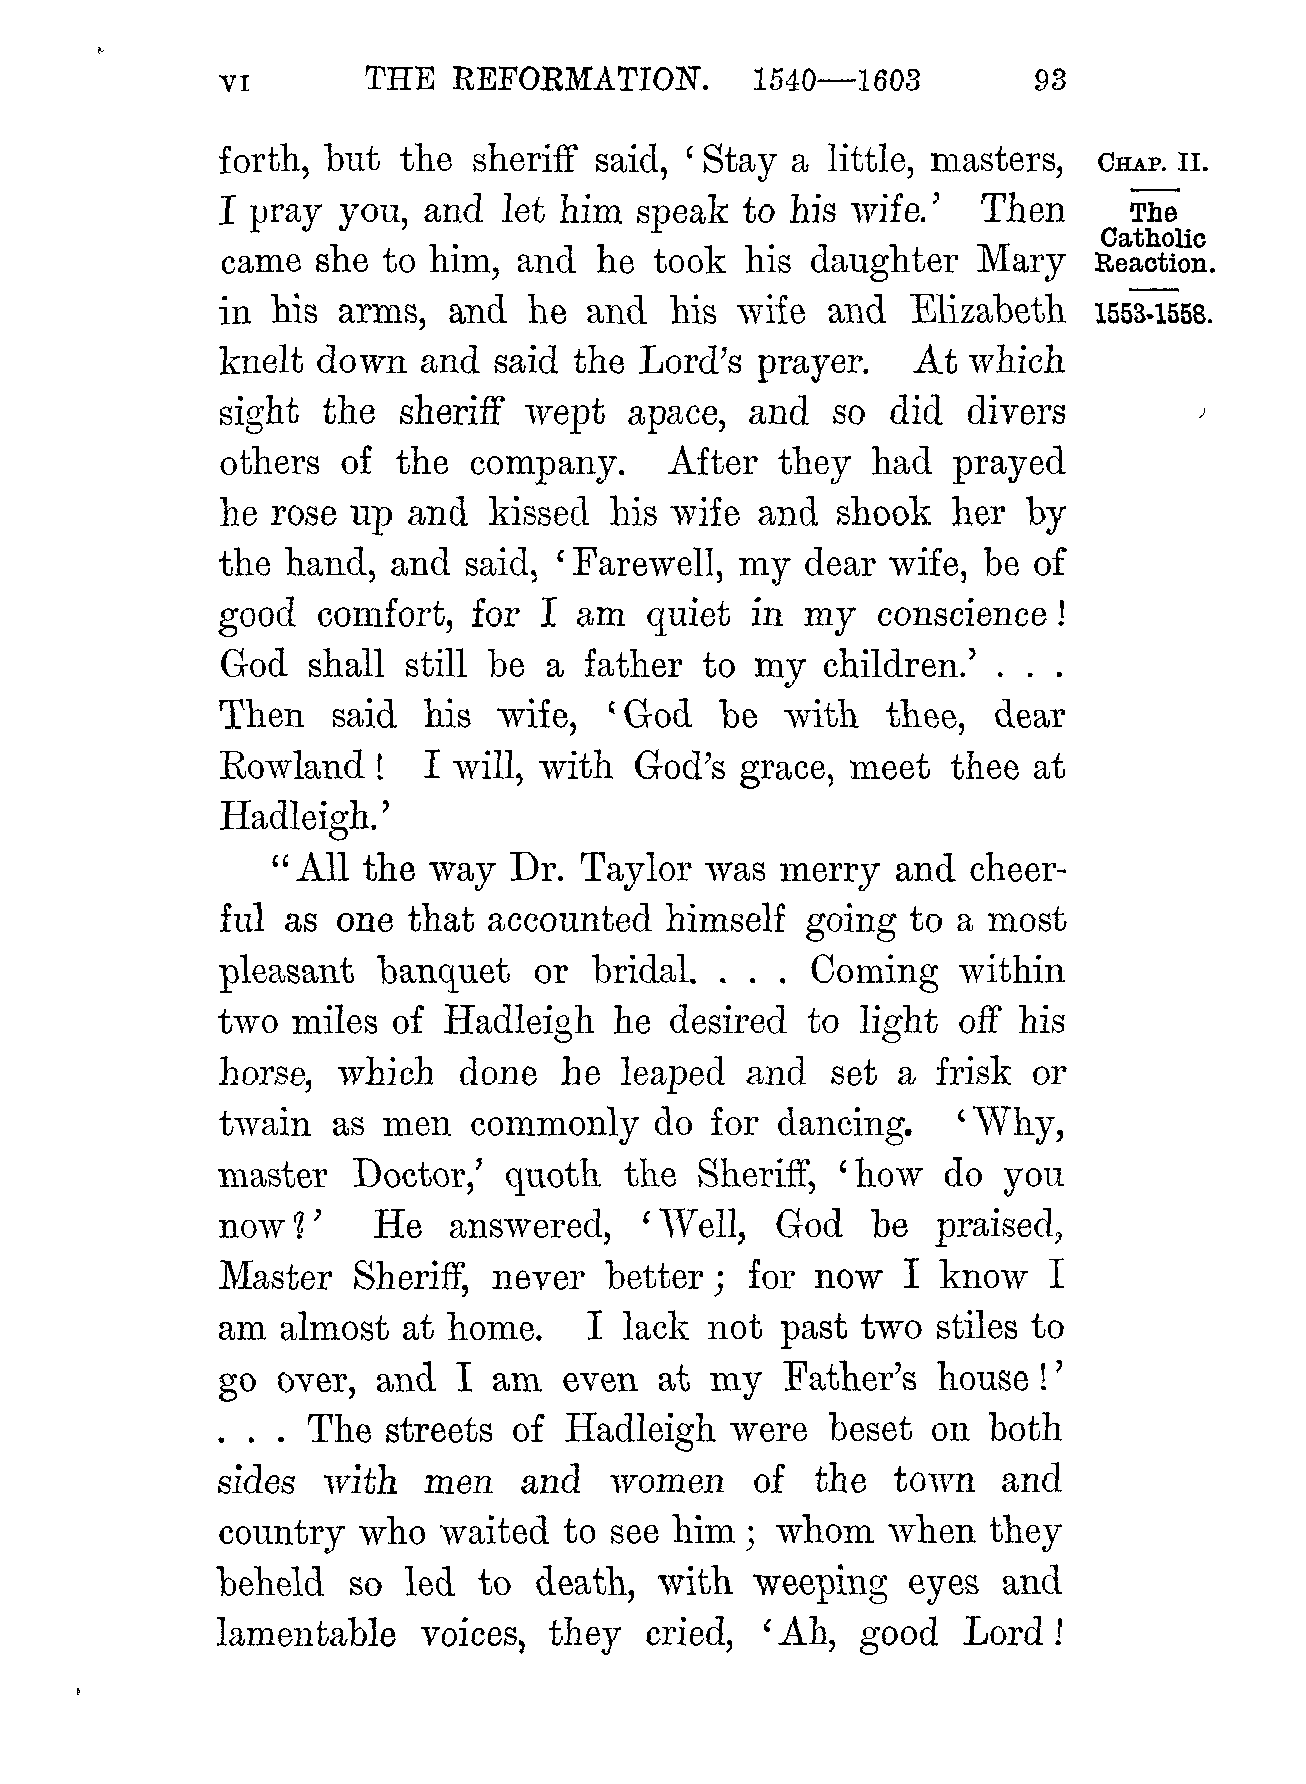 VI THE REFORMATION. 1540—1603 93
forth, but the sheriff said, ‘Stay a little, masters,
I pray you, and let him speak to his wife.’ Then
came she to him, and he took his daughter Mary
in his arms, and he and his wife and Elizabeth
knelt down and said the Lord’s prayer. At which
sight the sheriff wept apace, and so did divers
others of the company. After they had prayed
he rose up and kissed his wife and shook her by
the hand, and said, ‘Farewell, my dear wife, be of
good comfort, for I am quiet in my conscience!
God shall still be a father to my children.’ . . .
Then said his wife, ‘God be with thee, dear
Rowland! I will, with God’s grace, meet thee at
Hadleigh.’
“All the way Dr. Taylor was merry and cheer-
ful as one that accounted himself going to a most
pleasant banquet or bridal. . . . Coming within
two miles of Hadleigh he desired to light off his
horse, which done he leaped and set a frisk or
twain as men commonly do for dancing. ‘Why,
master Doctor,’ quoth the Sheriff, ‘how do you
now?’ He answered, ‘Well, God be praised,
Master Sheriff, never better; for now I know I
am almost at home. I lack not past two stiles to
go over, and I am even at my Father’s house!’
. . . The streets of Hadleigh were beset on both
sides with men and women of the town and
country who waited to see him; whom when they
beheld so led to death, with weeping eyes and
lamentable voices, they cried, ‘Ah, good Lord!
CHAP. II.
The
Catholic
Reaction.
1553-1558.